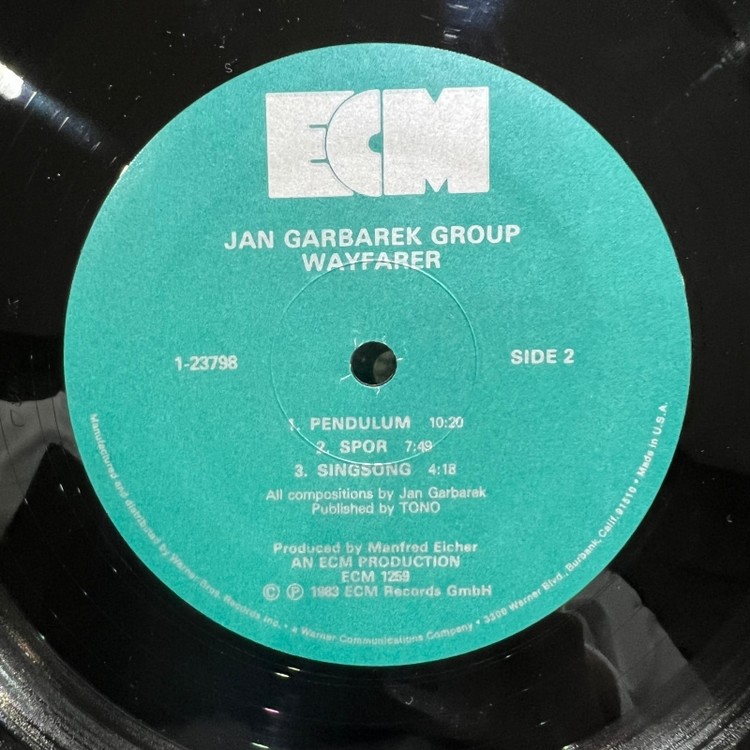 ECM
JAN GARBAREK GROUP
WAYFARER
1-23798
SIDE 2
1. PENDULUM 10:20
2. SPOR 7:49
3. SINGSONG 4:18
All compositions by Jan Garbarek
Published by TONO
Produced by Manfred Eicher
AN ECM PRODUCTION
ECM 1259
© ℗ 1983 ECM Records GmbH
Manufactured and distributed by Warner Bros. Records Inc. • a Warner Communications Company • 3300 Warner Blvd., Burbank, Calif. 91510 • Made in U.S.A.